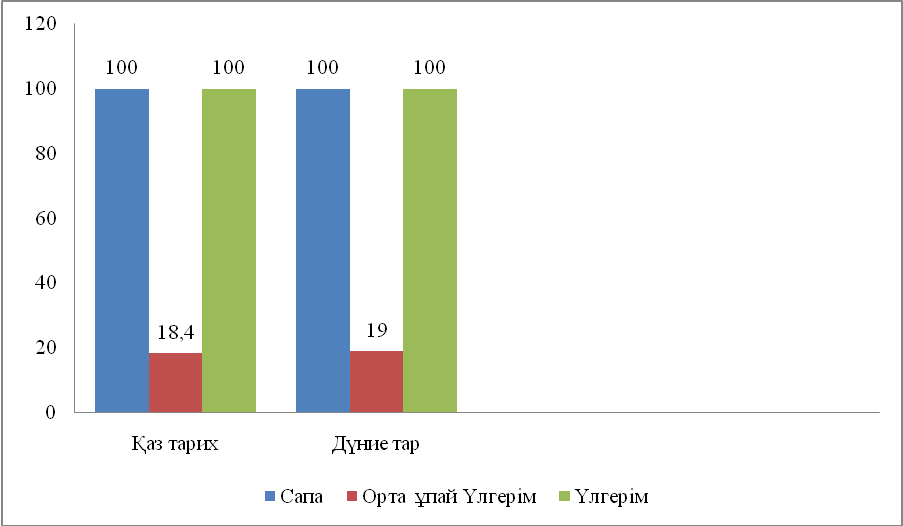 120
100
80
60
40
20
0
100
18,4
100
100
19
100
Қаз тарих
Дүние тар
Сапа
Орта ұпай Үлгерім
Үлгерім